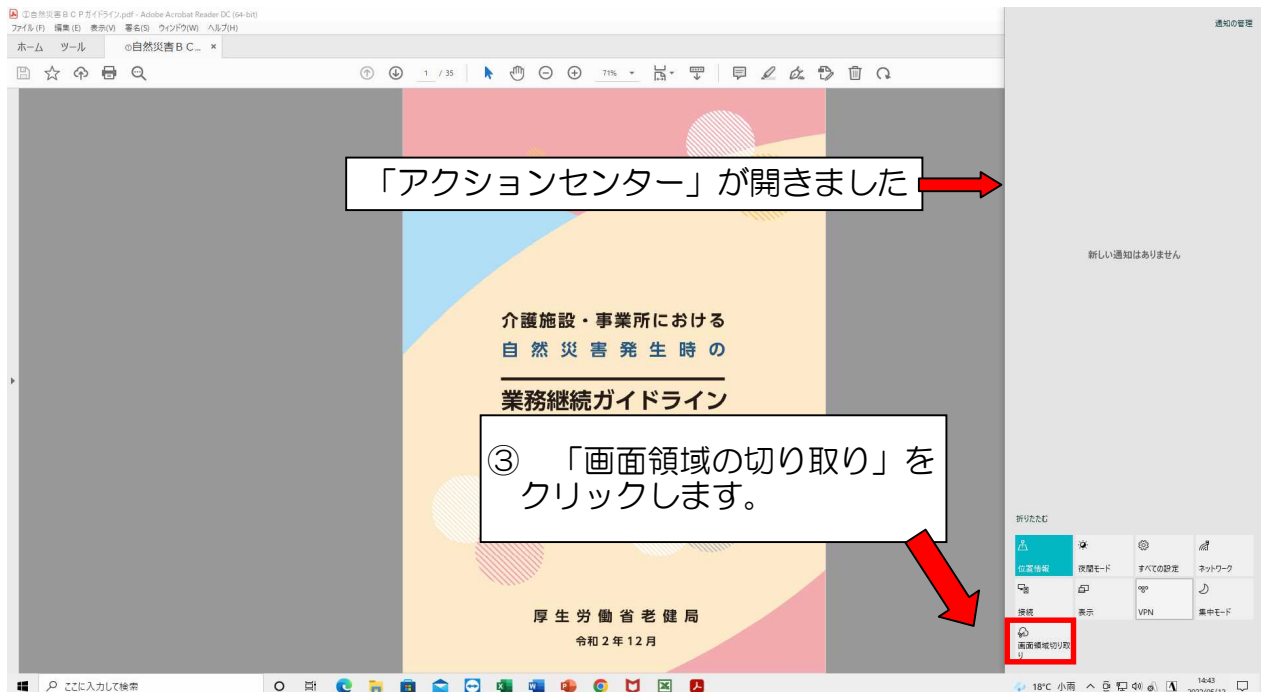 ①自然災害ＢＣＰガイドライン.pdf - Adobe Acrobat Reader DC (64-bit)
ファイル(F) 編集(E) 表示(V) 署名(S) ウィンドウ(W) ヘルプ(H)
ホーム ツール ①自然災害ＢＣ... ×
1 / 35 71%
通知の管理
「アクションセンター」が開きました
新しい通知はありません
介護施設・事業所における
自然災害発生時の
業務継続ガイドライン
③ 「画面領域の切り取り」を
クリックします。
厚生労働省老健局
令和２年12月
折りたたむ
位置情報 夜間モード すべての設定 ネットワーク
接続 表示 VPN 集中モード
画面領域切り取
り
ここに入力して検索
18°C 小雨 A 14:43